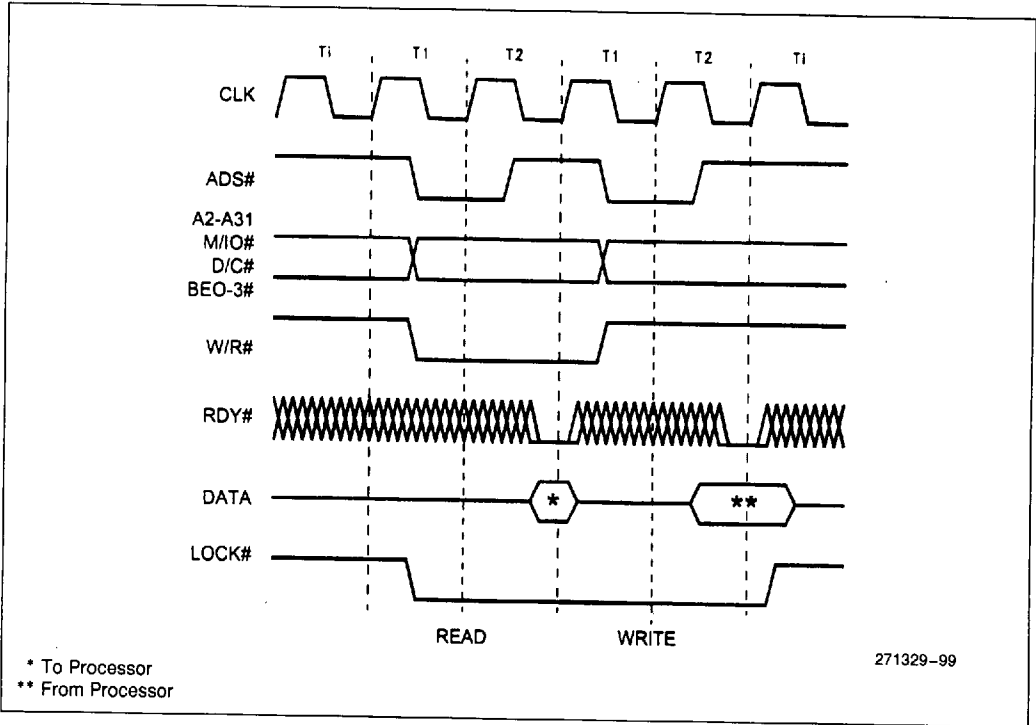 Ti T1 T2 T1 T2 Ti
CLK
ADS#
A2-A31
M/IO#
D/C#
BEO-3#
W/R#
RDY#
DATA * **
LOCK#
READ WRITE
271329-99
* To Processor
** From Processor